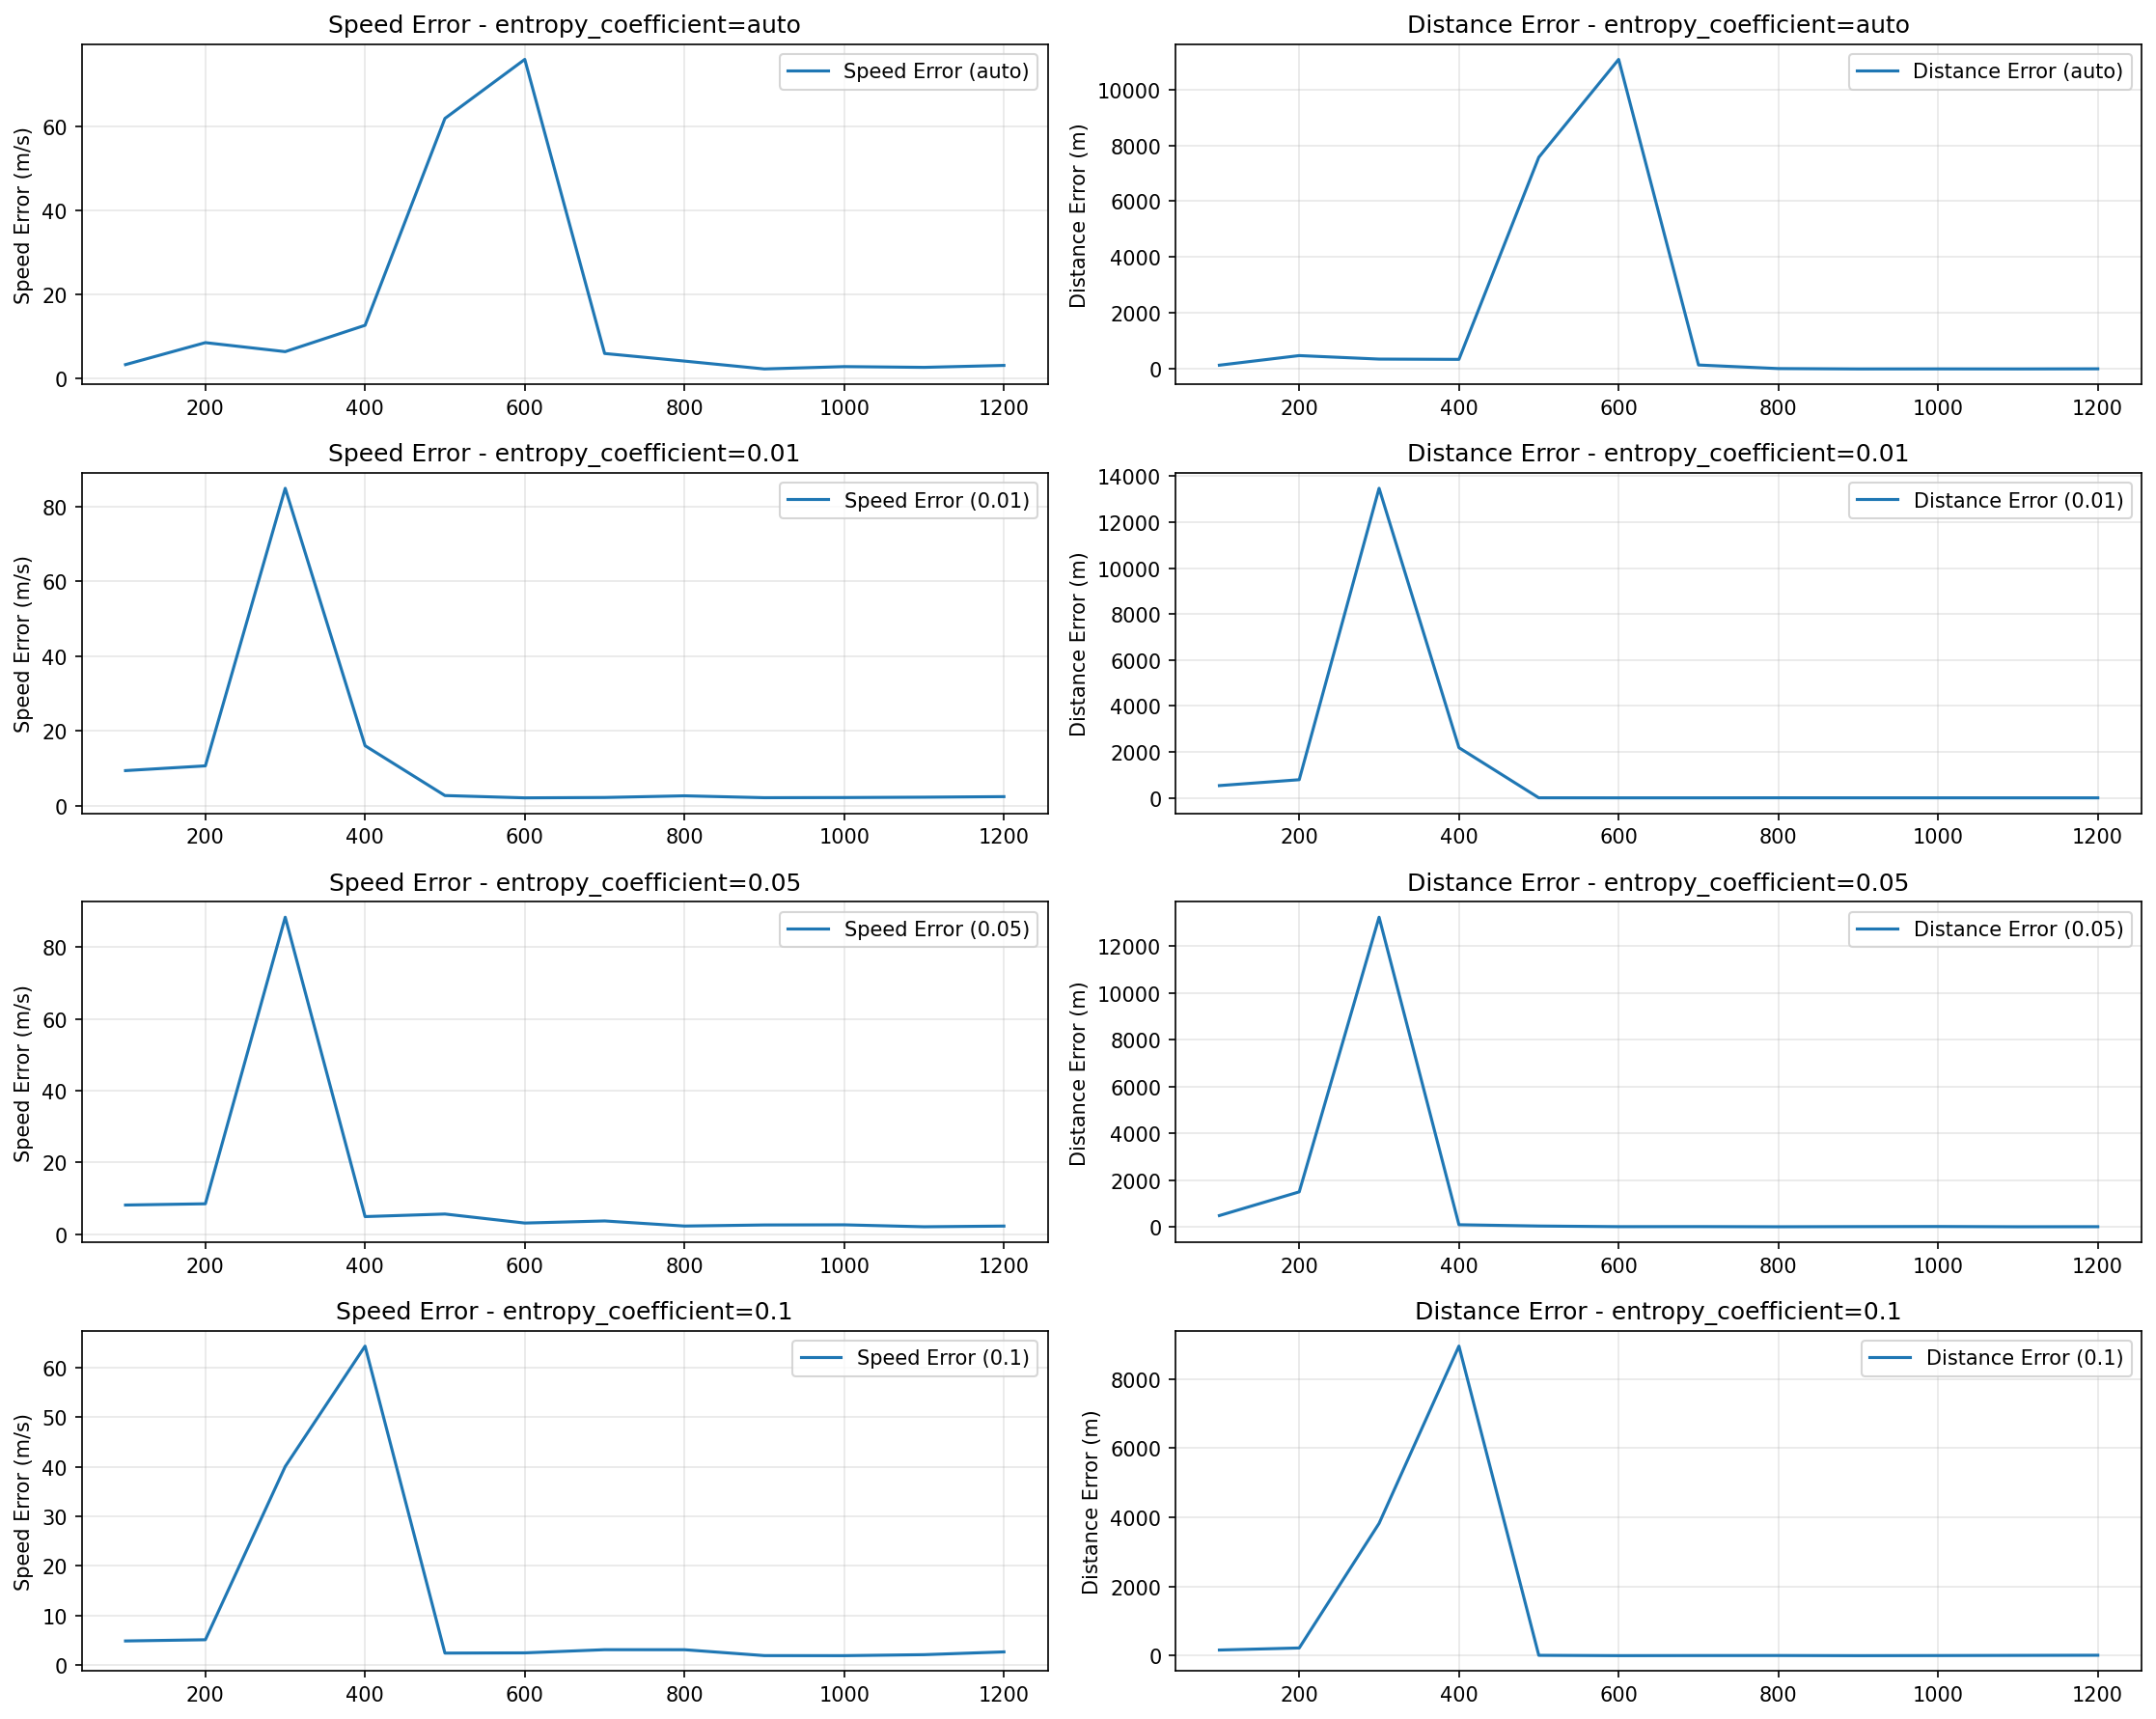 Speed Error - entropy_coefficient=auto
Speed Error (m/s)
60
40
20
0
Speed Error (auto)
200 400 600 800 1000 1200
Distance Error - entropy_coefficient=auto
Distance Error (m)
10000
8000
6000
4000
2000
0
Distance Error (auto)
200 400 600 800 1000 1200
Speed Error - entropy_coefficient=0.01
Speed Error (m/s)
80
60
40
20
0
Speed Error (0.01)
200 400 600 800 1000 1200
Distance Error - entropy_coefficient=0.01
Distance Error (m)
14000
12000
10000
8000
6000
4000
2000
0
Distance Error (0.01)
200 400 600 800 1000 1200
Speed Error - entropy_coefficient=0.05
Speed Error (m/s)
80
60
40
20
0
Speed Error (0.05)
200 400 600 800 1000 1200
Distance Error - entropy_coefficient=0.05
Distance Error (m)
12000
10000
8000
6000
4000
2000
0
Distance Error (0.05)
200 400 600 800 1000 1200
Speed Error - entropy_coefficient=0.1
Speed Error (m/s)
60
50
40
30
20
10
0
Speed Error (0.1)
200 400 600 800 1000 1200
Distance Error - entropy_coefficient=0.1
Distance Error (m)
8000
6000
4000
2000
0
Distance Error (0.1)
200 400 600 800 1000 1200